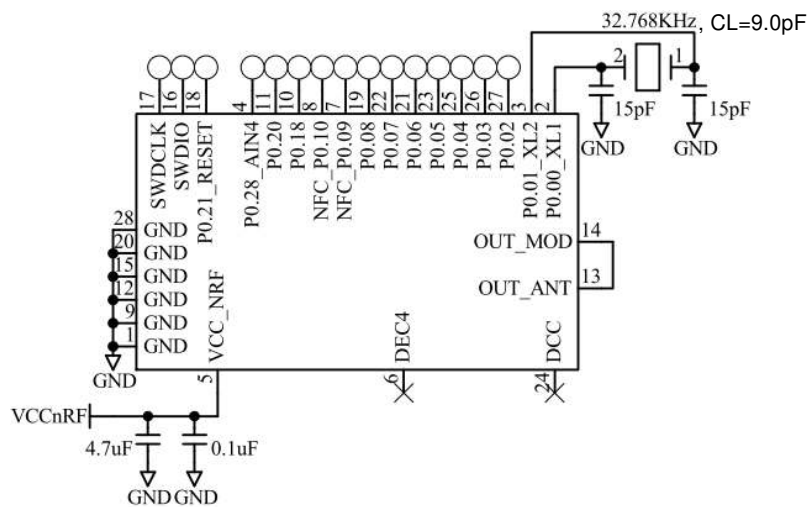 32.768KHz, CL=9.0pF
2 1
15pF 15pF
GND GND
17 16 18 4 11 10 8 7 19 22 21 23 25 26 27 3 2
SWDCLK
SWDIO
P0.21_RESET
P0.28_AIN4
P0.20
P0.18
NFC_P0.10
NFC_P0.09
P0.08
P0.07
P0.06
P0.05
P0.04
P0.03
P0.02
P0.01_XL2
P0.00_XL1
28 GND
20 GND
15 GND
12 GND
9 GND
1 GND
GND
OUT_MOD 14
OUT_ANT 13
VCC_NRF
DEC4
DCC
5 6 24
VCCnRF
4.7uF 0.1uF
GND GND